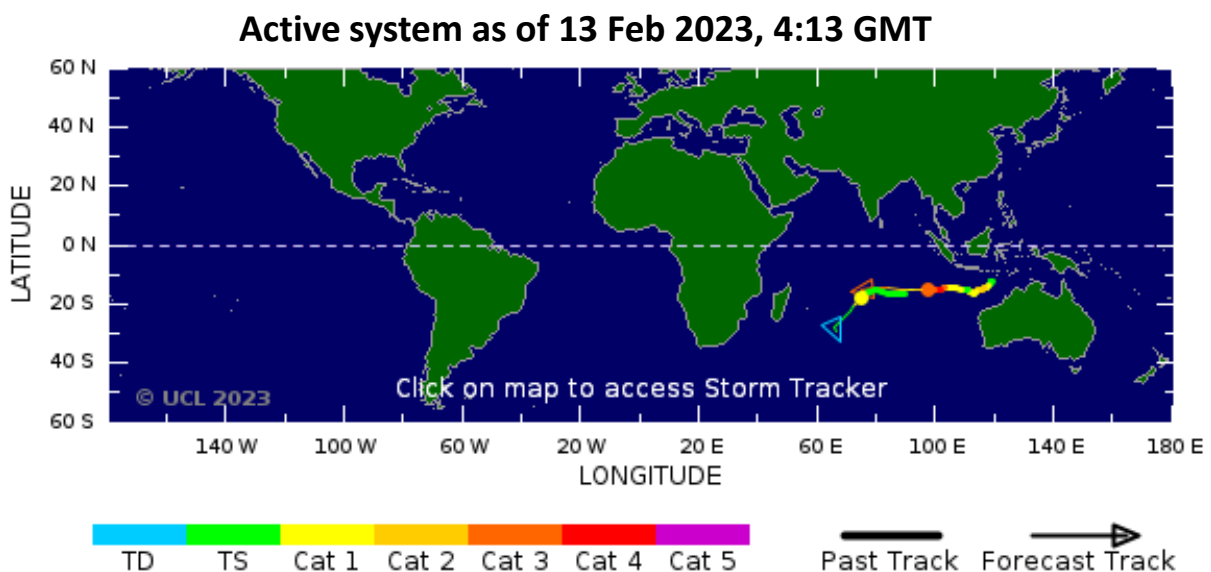 Active system as of 13 Feb 2023, 4:13 GMT
60 N
40 N
20 N
0 N
20 S
40 S
60 S
LATITUDE
Click on map to access Storm Tracker
© UCL 2023
140 W 100 W 60 W 20 W 20 E 60 E 100 E 140 E 180 E
LONGITUDE
TD TS Cat 1 Cat 2 Cat 3 Cat 4 Cat 5 Past Track Forecast Track